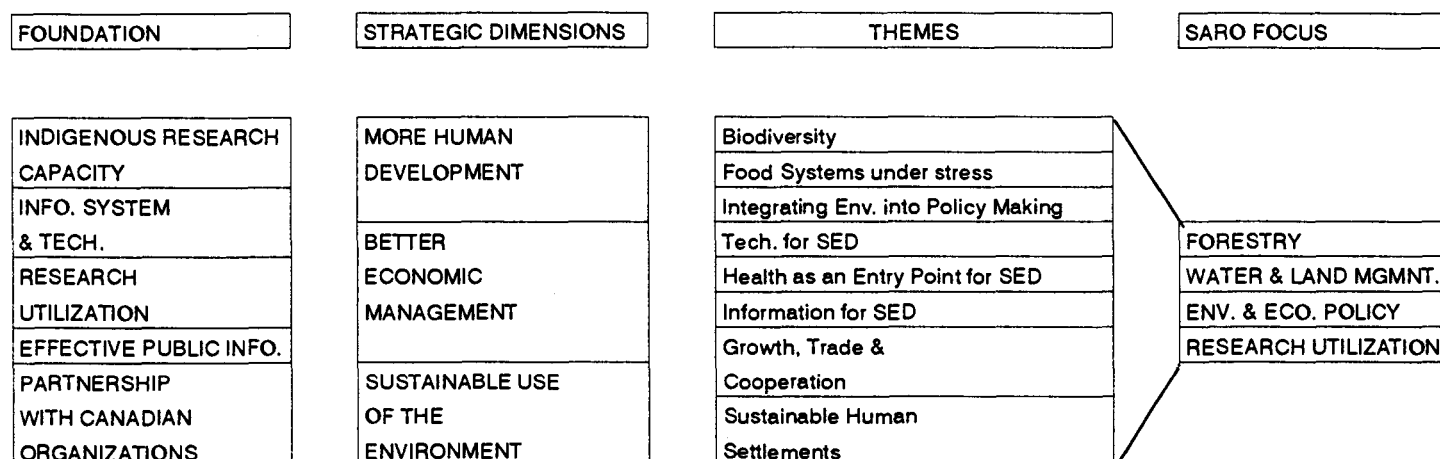 FOUNDATION
STRATEGIC DIMENSIONS
THEMES
SARO FOCUS
INDIGENOUS RESEARCH
CAPACITY
INFO. SYSTEM
& TECH.
RESEARCH
UTILIZATION
EFFECTIVE PUBLIC INFO.
PARTNERSHIP
WITH CANADIAN
ORGANIZATIONS
MORE HUMAN
DEVELOPMENT
BETTER
ECONOMIC
MANAGEMENT
SUSTAINABLE USE
OF THE
ENVIRONMENT
Biodiversity
Food Systems under stress
Integrating Env. into Policy Making
Tech. for SED
Health as an Entry Point for SED
Information for SED
Growth, Trade &
Cooperation
Sustainable Human
Settlements
FORESTRY
WATER & LAND MGMNT.
ENV. & ECO. POLICY
RESEARCH UTILIZATION